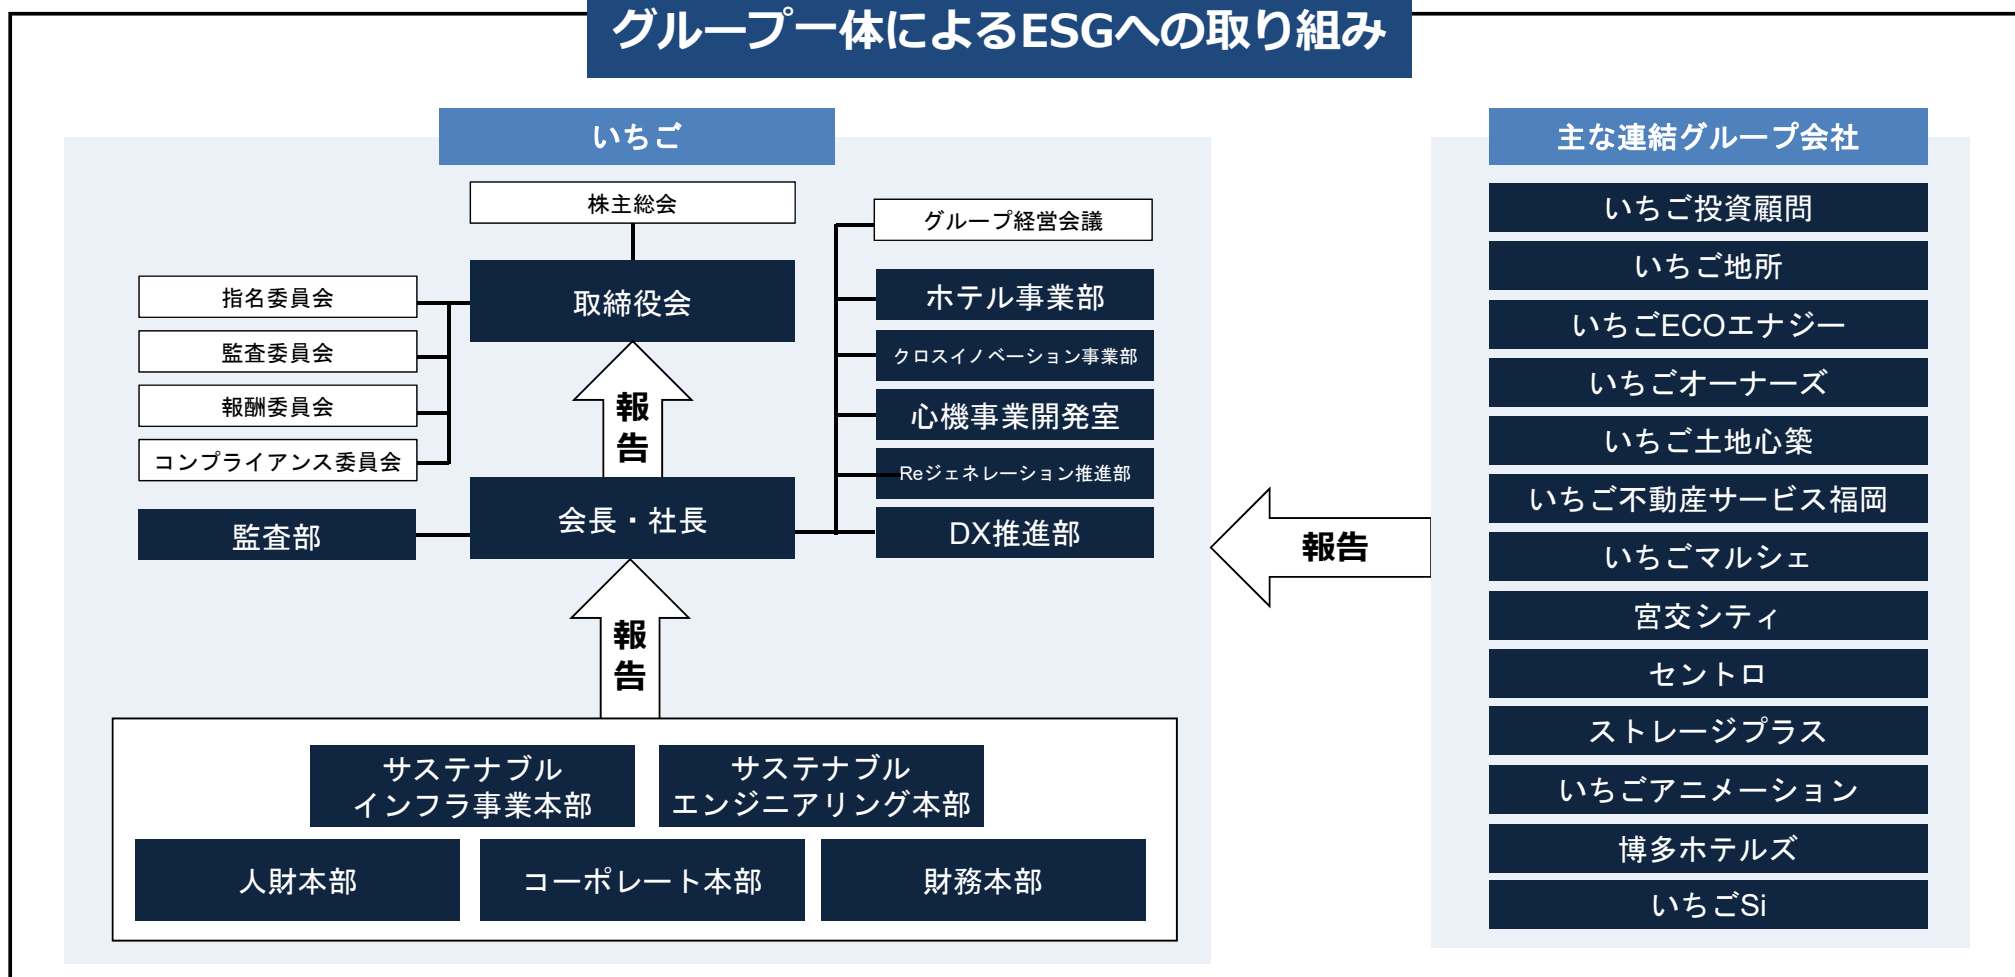 グループ一体によるESGへの取り組み
いちご
株主総会
取締役会
指名委員会
監査委員会
報酬委員会
コンプライアンス委員会
監査部
報
告
会長・社長
グループ経営会議
ホテル事業部
クロスイノベーション事業部
心機事業開発室
Reジェネレーション推進部
DX推進部
報
告
サステナブル
インフラ事業本部
サステナブル
エンジニアリング本部
人財本部
コーポレート本部
財務本部
報告
主な連結グループ会社
いちご投資顧問
いちご地所
いちごECOエナジー
いちごオーナーズ
いちご土地心築
いちご不動産サービス福岡
いちごマルシェ
宮交シティ
セントロ
ストレージプラス
いちごアニメーション
博多ホテルズ
いちごSi